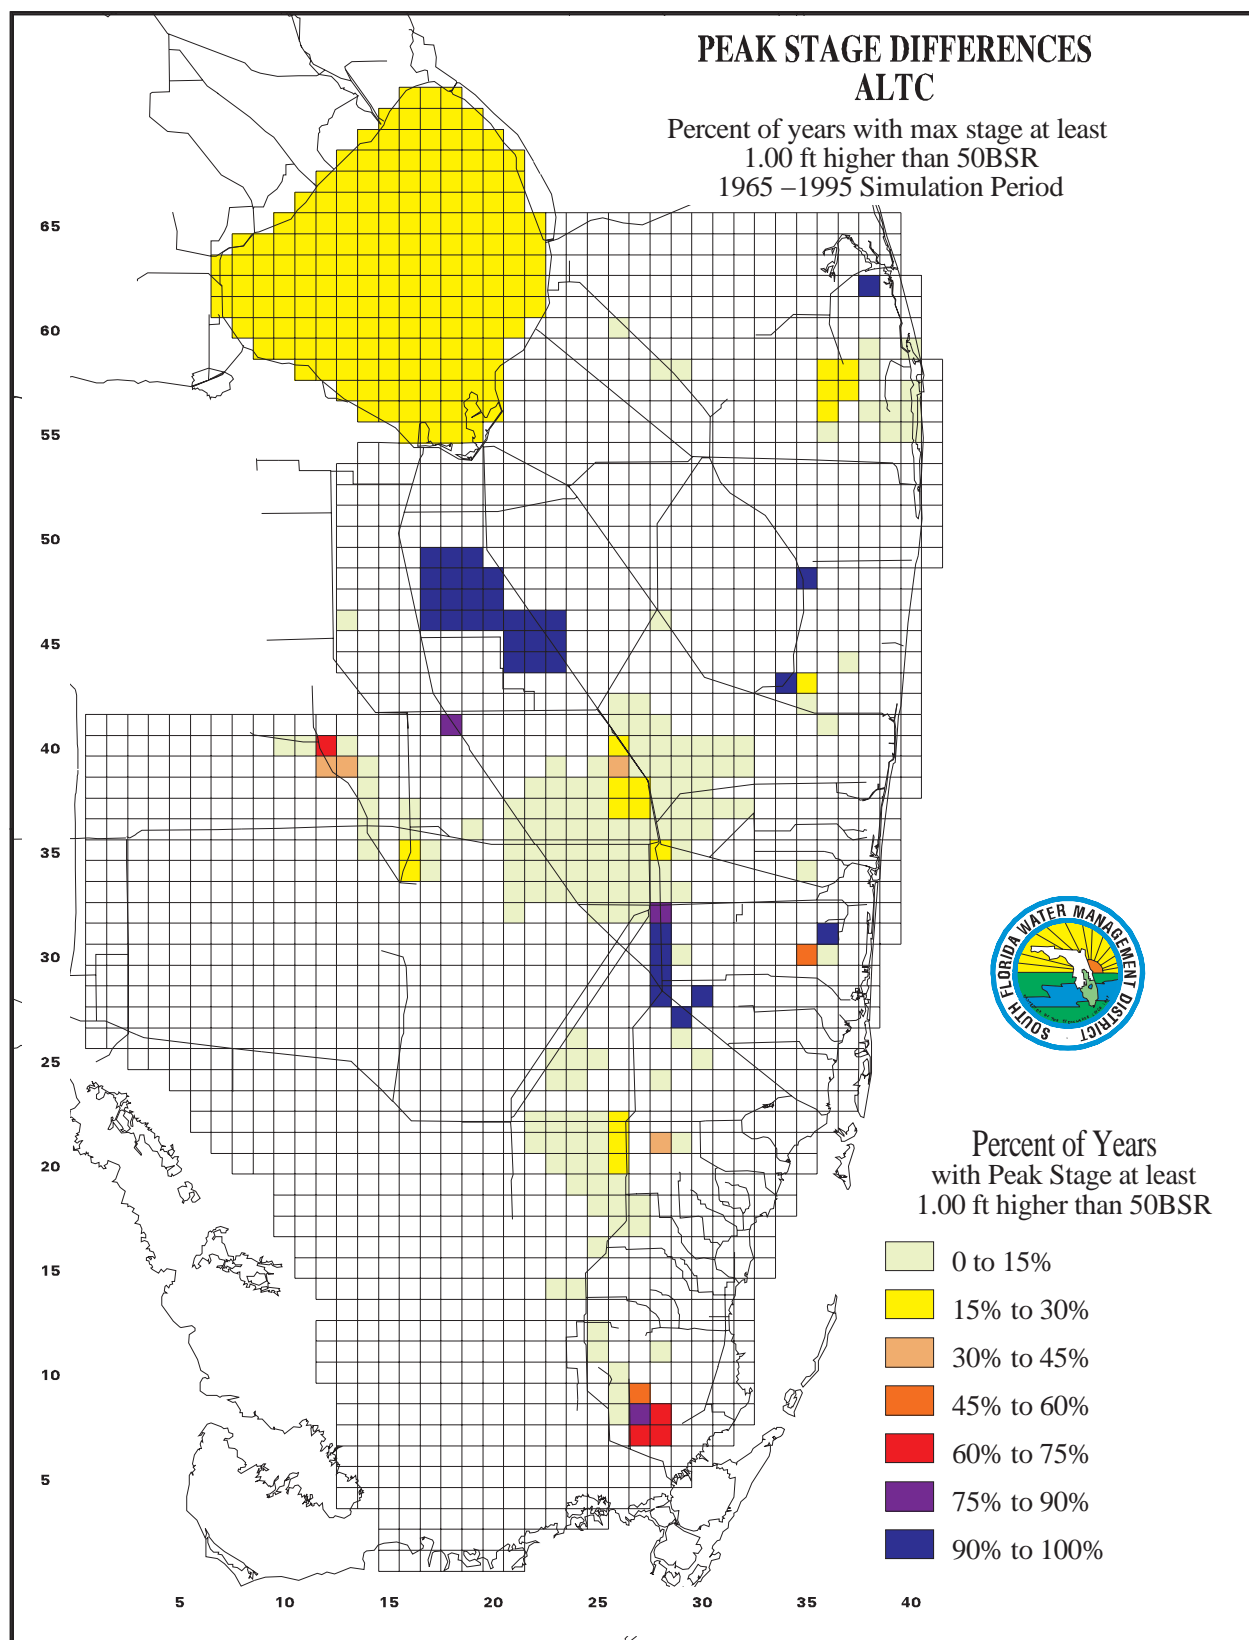 PEAK STAGE DIFFERENCES
ALTC
Percent of years with max stage at least
1.00 ft higher than 50BSR
1965 –1995 Simulation Period
65
60
55
50
45
40
35
30
25
20
15
10
5
5 10 15 20 25 30 35 40
SOUTH FLORIDA WATER MANAGEMENT DISTRICT
Percent of Years
with Peak Stage at least
1.00 ft higher than 50BSR
0 to 15%
15% to 30%
30% to 45%
45% to 60%
60% to 75%
75% to 90%
90% to 100%
“